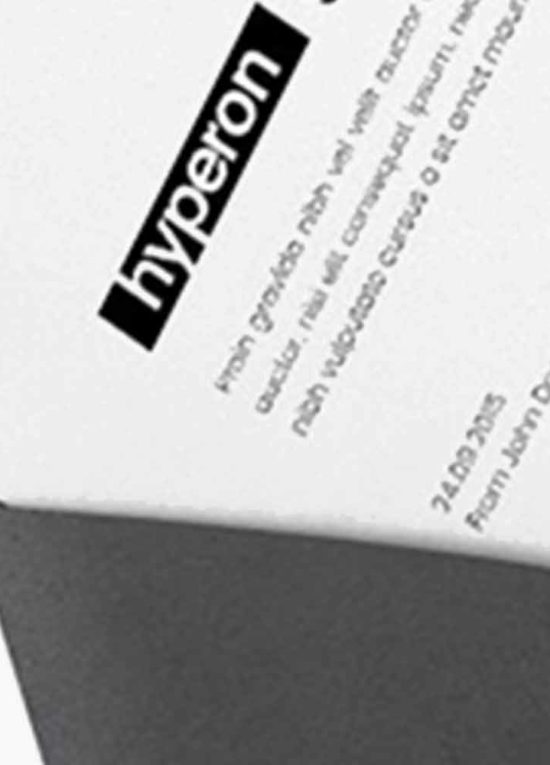 hyperon
Proin gravida nibh vel velit auctor
auctor, nisi elit consequat ipsum, nec
nibh vulputate cursus a sit amet
24.09.2015
From John